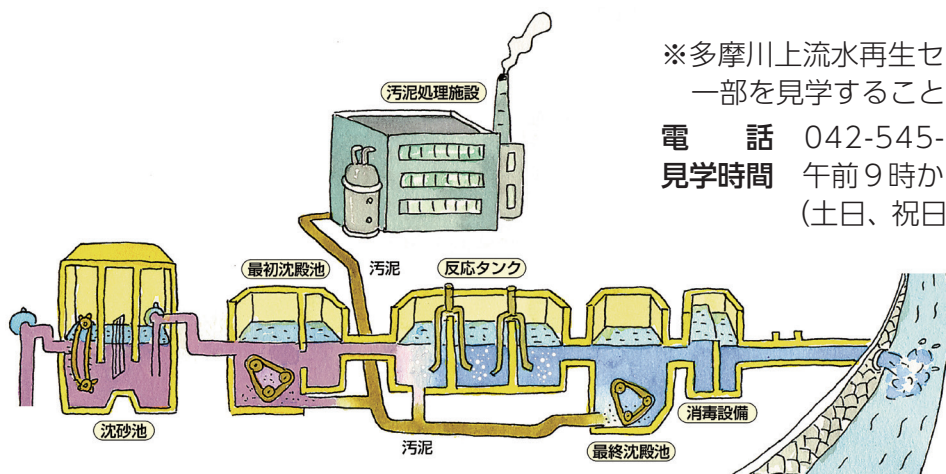 ※多摩川上流水再生セ
一部を見学すること
電　話　042-545-
見学時間　午前９時か
（土日、祝日
汚泥処理施設
最初沈殿池
汚泥
反応タンク
沈砂池
汚泥
最終沈殿池
消毒設備